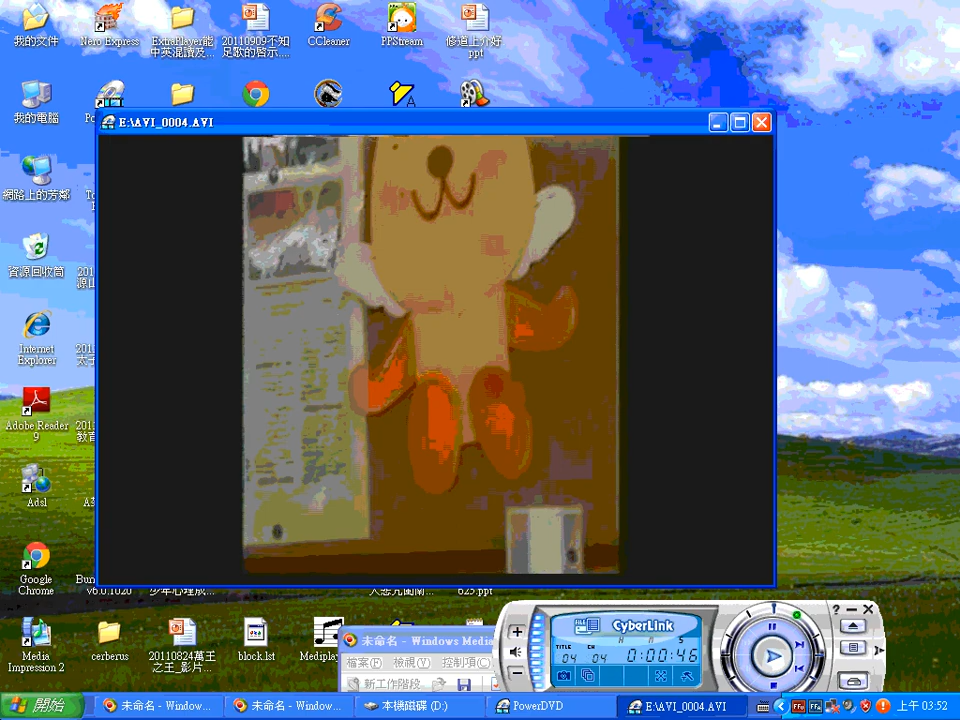 我的文件
Nero Express
ExtraPlayer能
中英混讀及...
20110909不知
足歌的啓示....
CCleaner
PPStream
修道上介好
ppt
我的電腦
E:\AVI_0004.AVI
網路上的芳鄰
資源回收筒
Internet
Explorer
Adobe Reader
9
Adsl
Google
Chrome
v6.0.1020
623.ppt
Media
Impression 2
cerberus
20110824萬王
之王_影片...
block.lst
未命名 - Windows Media
檔案(F)
檢視(V)
控制項(C)
新工作階段
CyberLink
H M S
TITLE
CH
04
04
0:00:46
開始
未命名 - Window...
未命名 - Window...
本機磁碟 (D:)
PowerDVD
E:\AVI_0004.AVI
上午 03:52